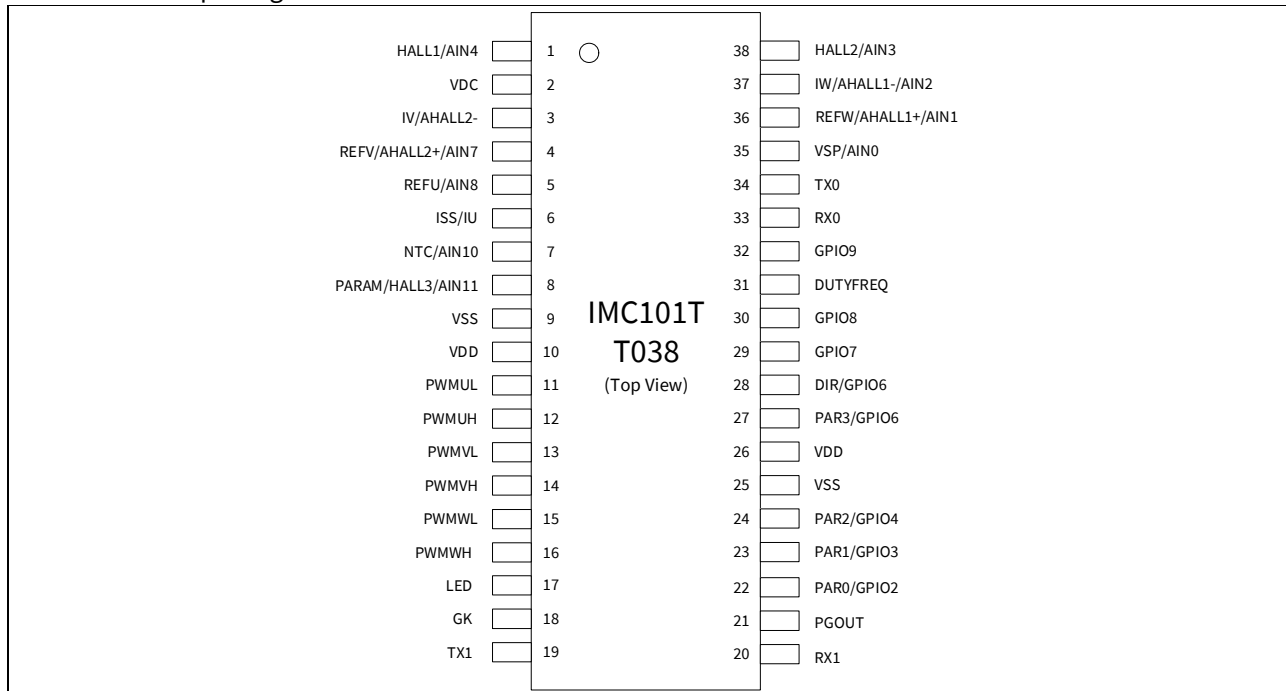 HALL1/AIN4 1 38 HALL2/AIN3
VDC 2 37 IW/AHALL1-/AIN2
IV/AHALL2- 3 36 REFW/AHALL1+/AIN1
REFV/AHALL2+/AIN7 4 35 VSP/AIN0
REFU/AIN8 5 34 TX0
ISS/IU 6 33 RX0
NTC/AIN10 7 32 GPIO9
PARAM/HALL3/AIN11 8 31 DUTYFREQ
VSS 9 IMC101T 30 GPIO8
VDD 10 T038 29 GPIO7
PWMUL 11 (Top View) 28 DIR/GPIO6
PWMUH 12 27 PAR3/GPIO6
PWMVL 13 26 VDD
PWMVH 14 25 VSS
PWMWL 15 24 PAR2/GPIO4
PWMWH 16 23 PAR1/GPIO3
LED 17 22 PAR0/GPIO2
GK 18 21 PGOUT
TX1 19 20 RX1